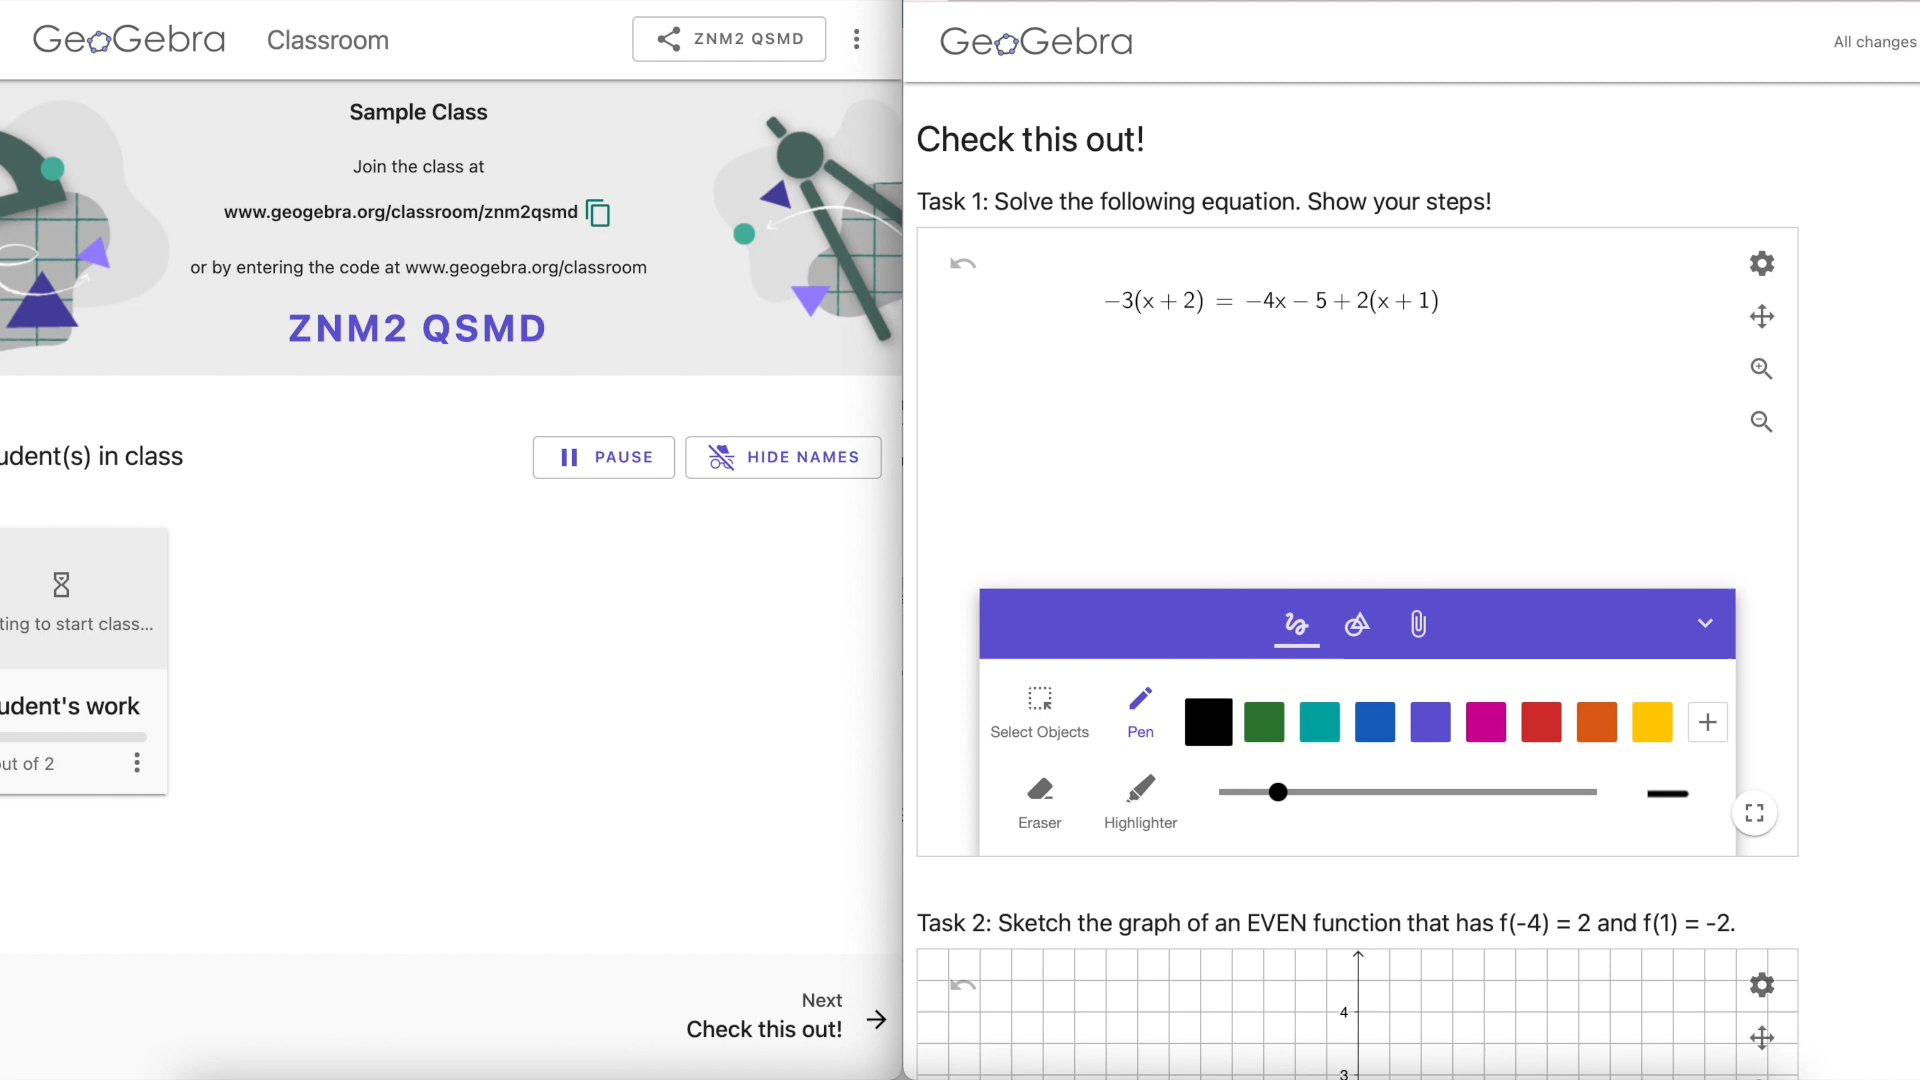 GeoGebra Classroom
ZNM2 QSMD
Sample Class
Join the class at
www.geogebra.org/classroom/znm2qsmd
or by entering the code at www.geogebra.org/classroom
ZNM2 QSMD
udent(s) in class
PAUSE
HIDE NAMES
ting to start class...
udent's work
out of 2
Next
Check this out!
GeoGebra
All changes
Check this out!
Task 1: Solve the following equation. Show your steps!
−3(x + 2) = −4x − 5 + 2(x + 1)
Select Objects
Pen
Eraser
Highlighter
Task 2: Sketch the graph of an EVEN function that has f(-4) = 2 and f(1) = -2.
4
3